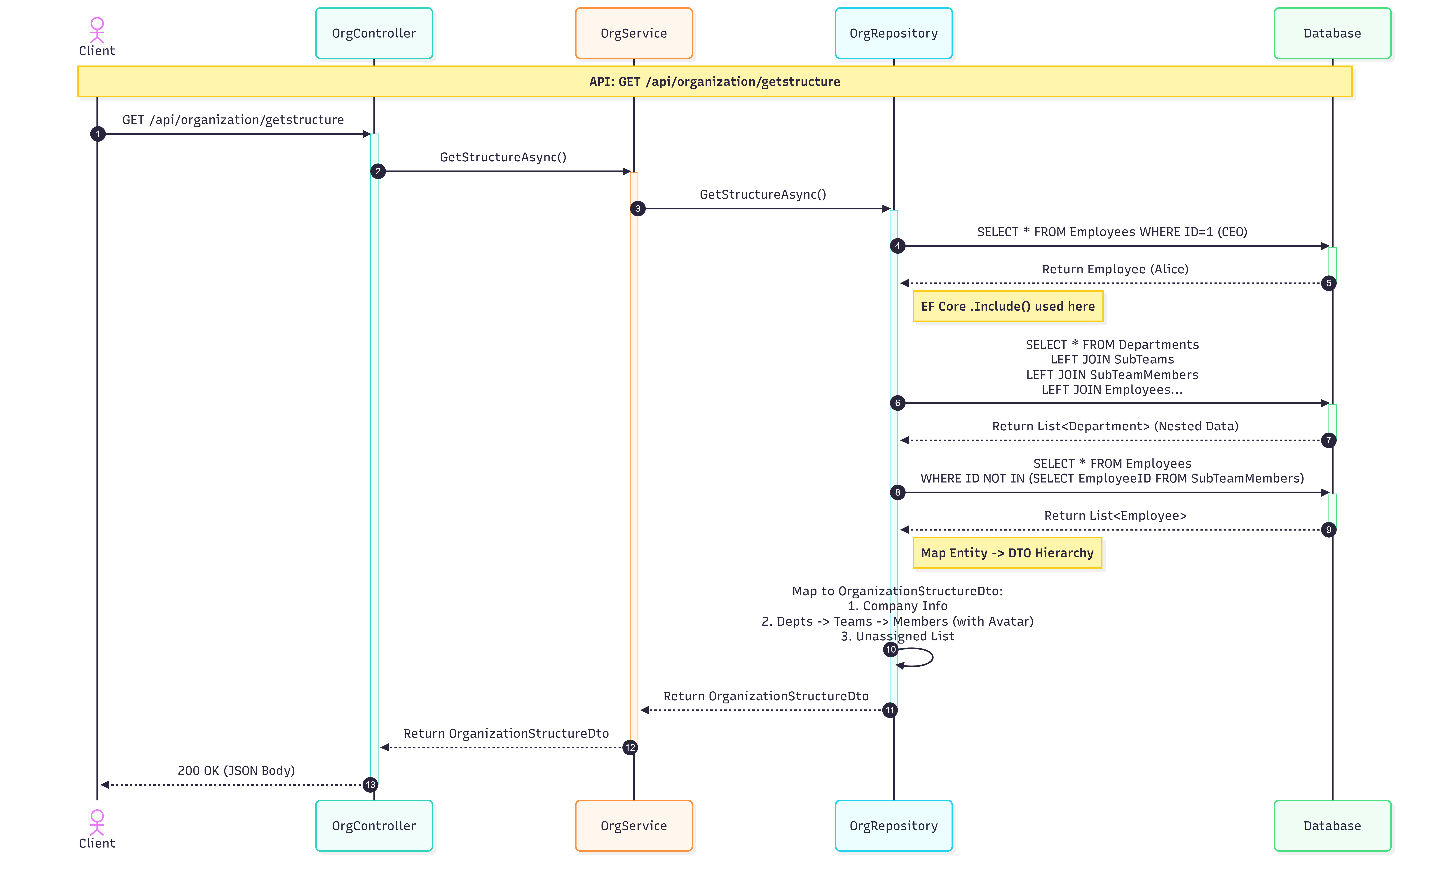 Client
OrgController
OrgService
OrgRepository
Database
API: GET /api/organization/getstructure
GET /api/organization/getstructure
1
GetStructureAsync()
2
GetStructureAsync()
3
SELECT * FROM Employees WHERE ID=1 (CEO)
4
Return Employee (Alice)
5
EF Core .Include() used here
SELECT * FROM Departments
LEFT JOIN SubTeams
LEFT JOIN SubTeamMembers
LEFT JOIN Employees...
6
Return List<Department> (Nested Data)
7
SELECT * FROM Employees
WHERE ID NOT IN (SELECT EmployeeID FROM SubTeamMembers)
8
Return List<Employee>
9
Map Entity -> DTO Hierarchy
Map to OrganizationStructureDto:
1. Company Info
2. Depts -> Teams -> Members (with Avatar)
3. Unassigned List
10
Return OrganizationStructureDto
11
Return OrganizationStructureDto
12
200 OK (JSON Body)
13
Client
OrgController
OrgService
OrgRepository
Database